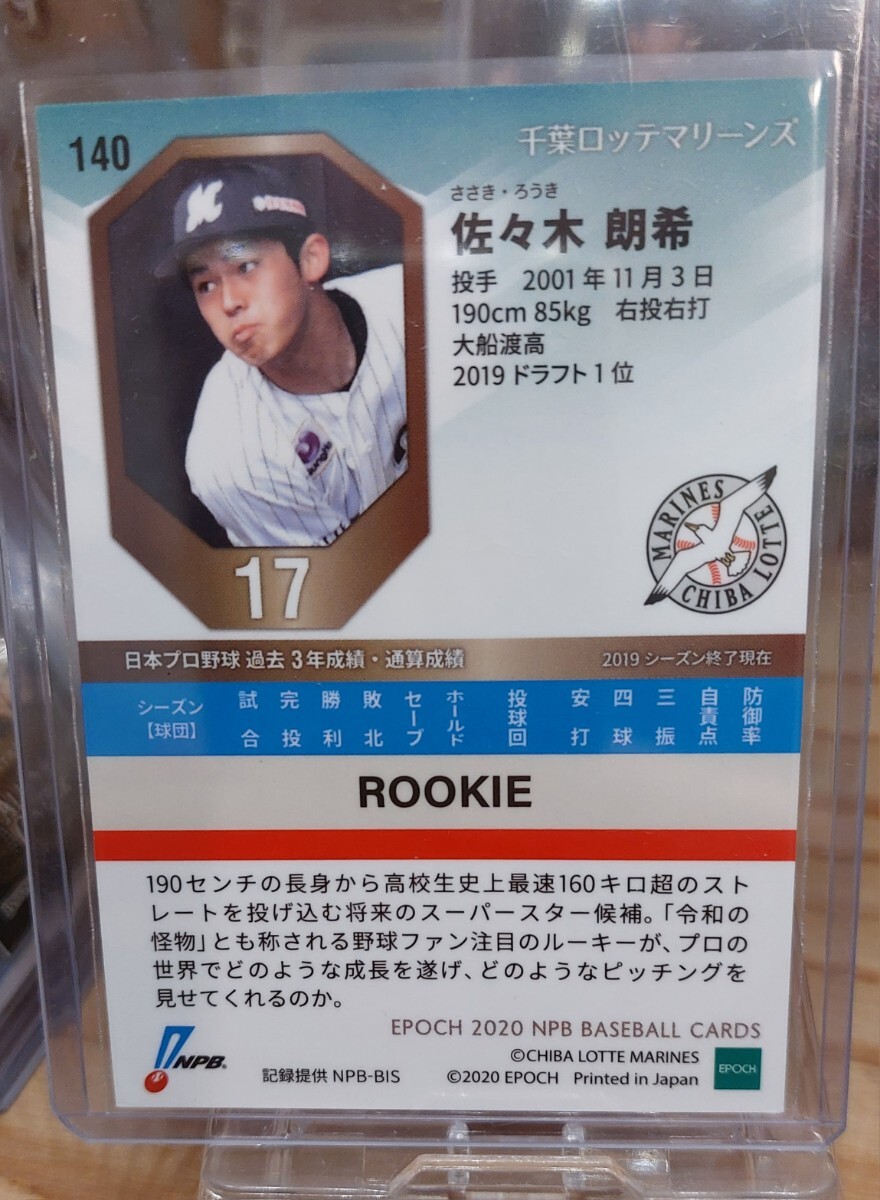 140
千葉ロッテマリーンズ
ささき・ろうき
佐々木 朗希
投手 2001年11月3日
190cm 85kg 右投右打
大船渡高
2019ドラフト1位
M
17
MARINES
CHIBA LOTTE
日本プロ野球 過去3年成績・通算成績 2019シーズン終了現在
シーズン【球団】 試合 完投 勝利 敗北 セーブ ホールド 投球回 安打 四球 三振 自責点 防御率
ROOKIE
190センチの長身から高校生史上最速160キロ超のスト
レートを投げ込む将来のスーパースター候補。「令和の
怪物」とも称される野球ファン注目のルーキーが、プロの
世界でどのような成長を遂げ、どのようなピッチングを
見せてくれるのか。
EPOCH 2020 NPB BASEBALL CARDS
©CHIBA LOTTE MARINES
NPB
記録提供 NPB-BIS ©2020 EPOCH Printed in Japan
EPOCH